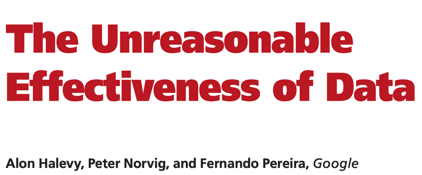 The Unreasonable
Effectiveness of Data
Alon Halevy, Peter Norvig, and Fernando Pereira, Google